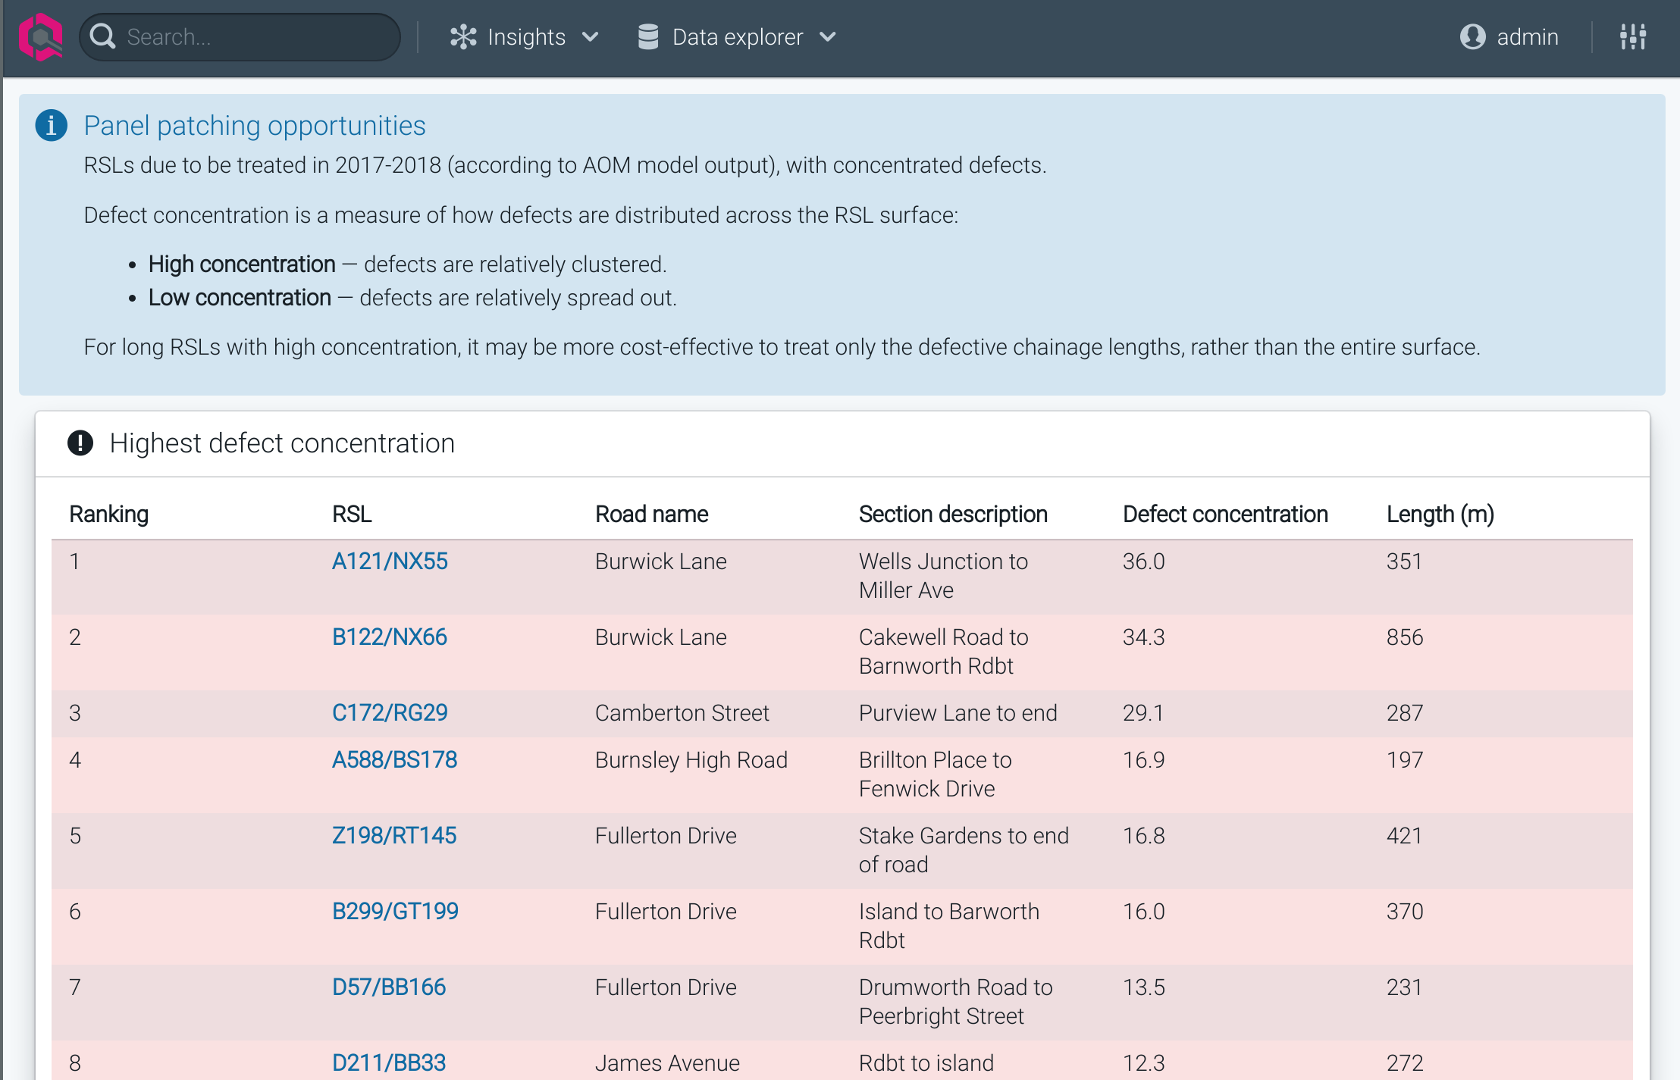 Search...
Insights
Data explorer
admin
Panel patching opportunities
RSLs due to be treated in 2017-2018 (according to AOM model output), with concentrated defects.
Defect concentration is a measure of how defects are distributed across the RSL surface:
• High concentration — defects are relatively clustered.
• Low concentration — defects are relatively spread out.
For long RSLs with high concentration, it may be more cost-effective to treat only the defective chainage lengths, rather than the entire surface.
Highest defect concentration
Ranking RSL Road name Section description Defect concentration Length (m)
1 A121/NX55 Burwick Lane Wells Junction to 36.0 351
Miller Ave
2 B122/NX66 Burwick Lane Cakewell Road to 34.3 856
Barnworth Rdbt
3 C172/RG29 Camberton Street Purview Lane to end 29.1 287
4 A588/BS178 Burnsley High Road Brillton Place to 16.9 197
Fenwick Drive
5 Z198/RT145 Fullerton Drive Stake Gardens to end 16.8 421
of road
6 B299/GT199 Fullerton Drive Island to Barworth 16.0 370
Rdbt
7 D57/BB166 Fullerton Drive Drumworth Road to 13.5 231
Peerbright Street
8 D211/BB33 James Avenue Rdbt to island 12.3 272